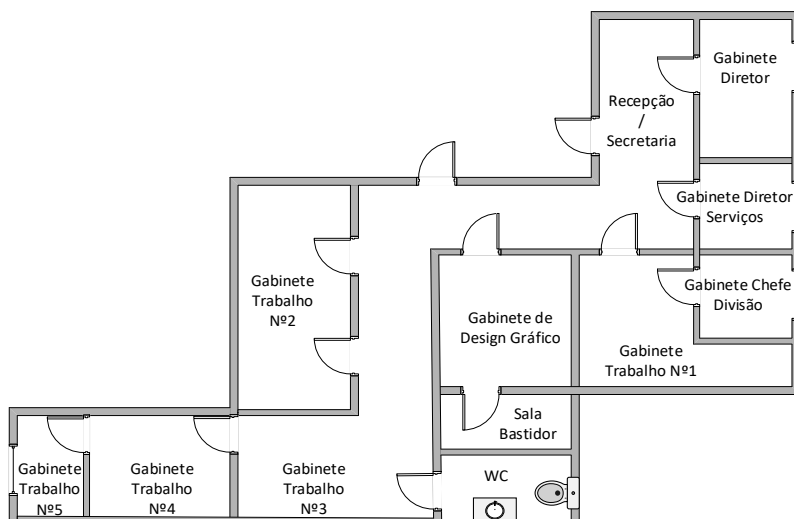 Gabinete
Diretor
Recepção
/
Secretaria
Gabinete Diretor
Serviços
Gabinete
Trabalho
Nº2
Gabinete Chefe
Divisão
Gabinete de
Design Gráfico
Gabinete
Trabalho Nº1
Sala
Bastidor
Gabinete
Trabalho
Nº5
Gabinete
Trabalho
Nº4
Gabinete
Trabalho
Nº3
WC